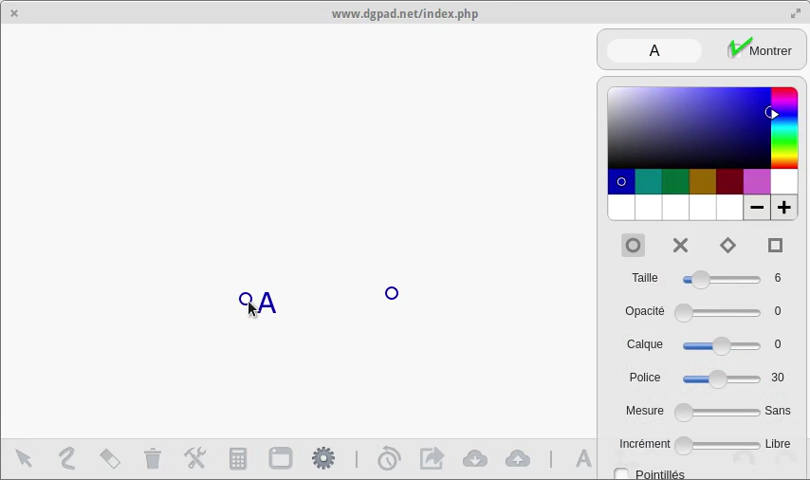 www.dgpad.net/index.php
A
Montrer
A
Taille 6
Opacité 0
Calque 0
Police 30
Mesure Sans
Incrément Libre
Pointillés
A